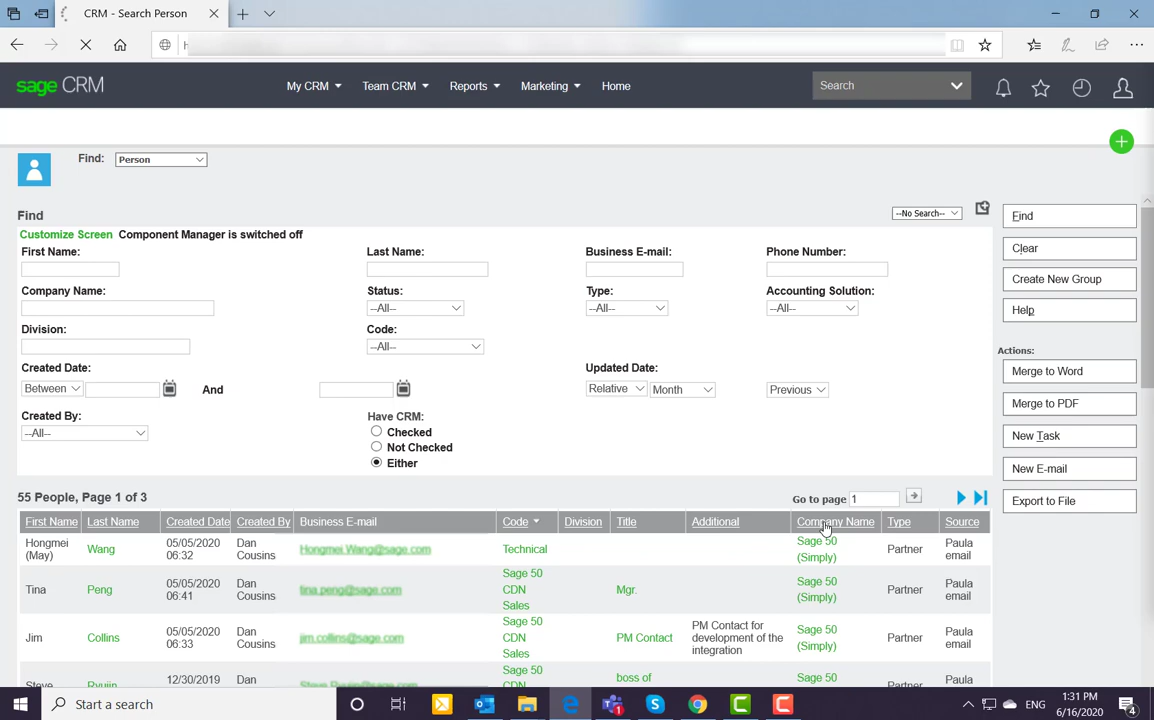 CRM - Search Person
sage CRM
My CRM
Team CRM
Reports
Marketing
Home
Search
Find:
Person
Find
--No Search--
Customize Screen Component Manager is switched off
First Name:
Last Name:
Business E-mail:
Phone Number:
Company Name:
Status:
Type:
Accounting Solution:
--All--
--All--
--All--
Division:
Code:
--All--
Created Date:
Updated Date:
Between
And
Relative
Month
Previous
Created By:
--All--
Have CRM:
Checked
Not Checked
Either
Find
Clear
Create New Group
Help
Actions:
Merge to Word
Merge to PDF
New Task
New E-mail
Export to File
55 People, Page 1 of 3
Go to page 1
First Name Last Name Created Date Created By Business E-mail Code Division Title Additional Company Name Type Source
Hongmei (May) Wang 05/05/2020 06:32 Dan Cousins Hongmei.Wang@sage.com Technical Sage 50 (Simply) Partner Paula email
Tina Peng 05/05/2020 06:41 Dan Cousins tina.peng@sage.com Sage 50 CDN Sales Mgr. Sage 50 (Simply) Partner Paula email
Jim Collins 05/05/2020 06:33 Dan Cousins jim.collins@sage.com Sage 50 CDN Sales PM Contact PM Contact for development of the integration Sage 50 (Simply) Partner Paula email
12/30/2019 Dan Sage 50 boss of Sage 50 Paula
Start a search
1
ENG
1:31 PM
6/16/2020
4